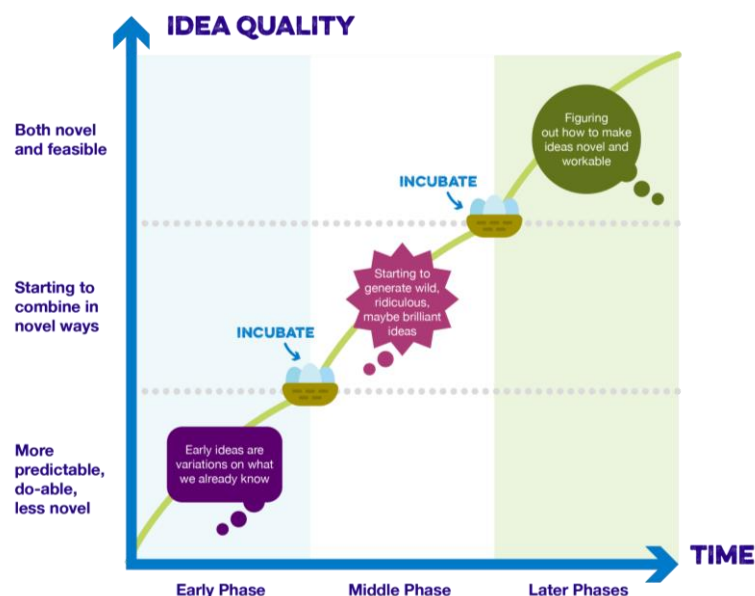 IDEA QUALITY
Both novel
and feasible
Figuring
out how to make
ideas novel and
workable
INCUBATE
Starting to
combine in
novel ways
Starting to
generate wild,
ridiculous,
maybe brilliant
ideas
INCUBATE
More
predictable,
do-able,
less novel
Early ideas are
variations on what
we already know
TIME
Early Phase
Middle Phase
Later Phases